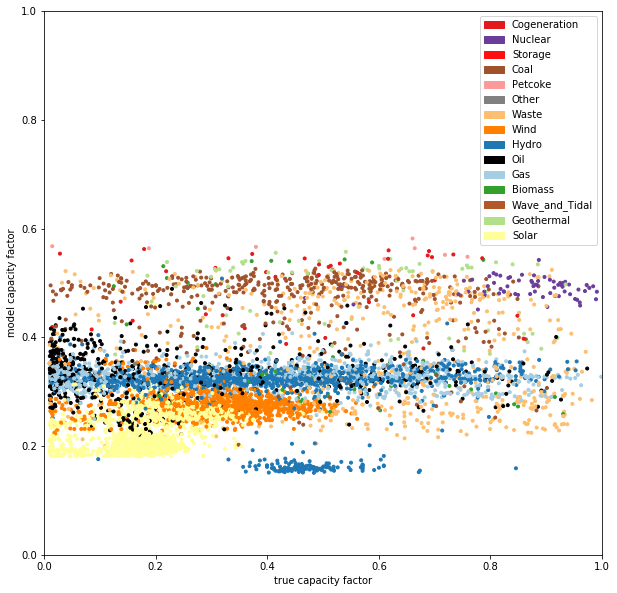 1.0
0.8
0.6
0.4
0.2
0.0
model capacity factor
0.0 0.2 0.4 0.6 0.8 1.0
true capacity factor
Cogeneration
Nuclear
Storage
Coal
Petcoke
Other
Waste
Wind
Hydro
Oil
Gas
Biomass
Wave_and_Tidal
Geothermal
Solar